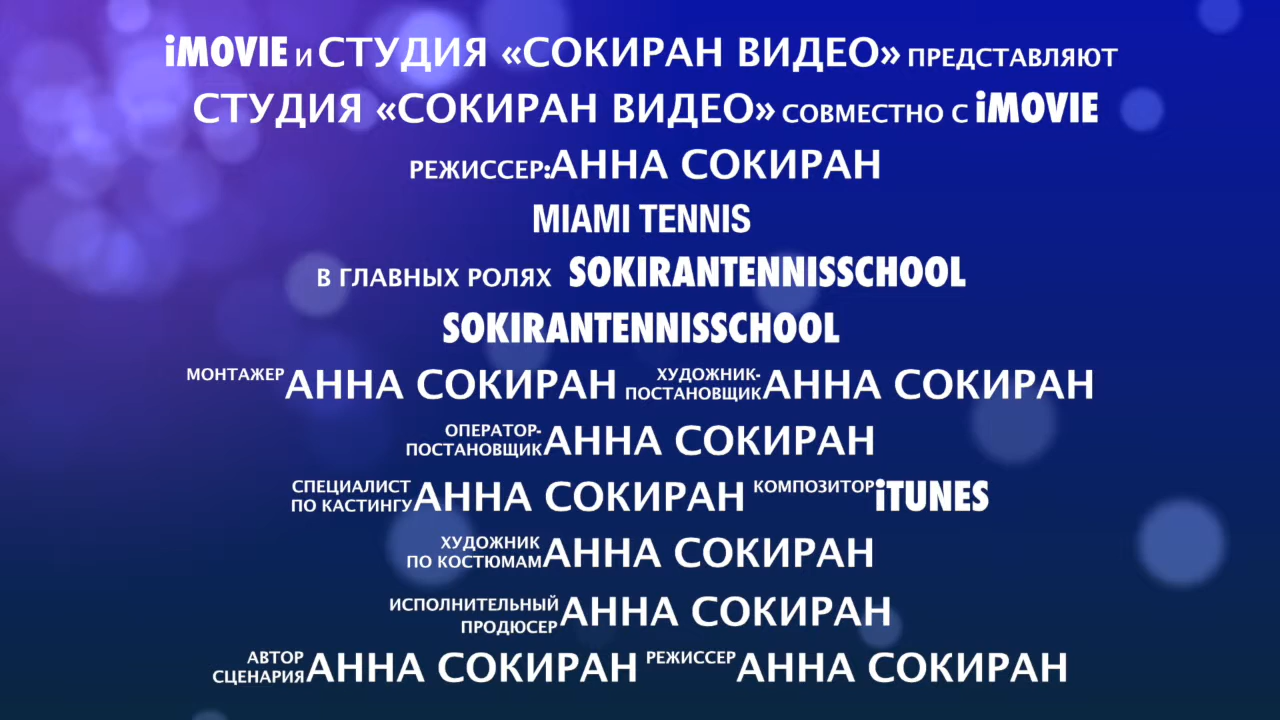 iMOVIE И СТУДИЯ «СОКИРАН ВИДЕО» ПРЕДСТАВЛЯЮТ
СТУДИЯ «СОКИРАН ВИДЕО» СОВМЕСТНО С iMOVIE
РЕЖИССЕР:АННА СОКИРАН
MIAMI TENNIS
В ГЛАВНЫХ РОЛЯХ SOKIRANTENNISSCHOOL
SOKIRANTENNISSCHOOL
МОНТАЖЕР АННА СОКИРАН ХУДОЖНИК-ПОСТАНОВЩИК АННА СОКИРАН
ОПЕРАТОР-ПОСТАНОВЩИК АННА СОКИРАН
СПЕЦИАЛИСТ ПО КАСТИНГУ АННА СОКИРАН КОМПОЗИТОР iTUNES
ХУДОЖНИК ПО КОСТЮМАМ АННА СОКИРАН
ИСПОЛНИТЕЛЬНЫЙ ПРОДЮСЕР АННА СОКИРАН
АВТОР СЦЕНАРИЯ АННА СОКИРАН РЕЖИССЕР АННА СОКИРАН